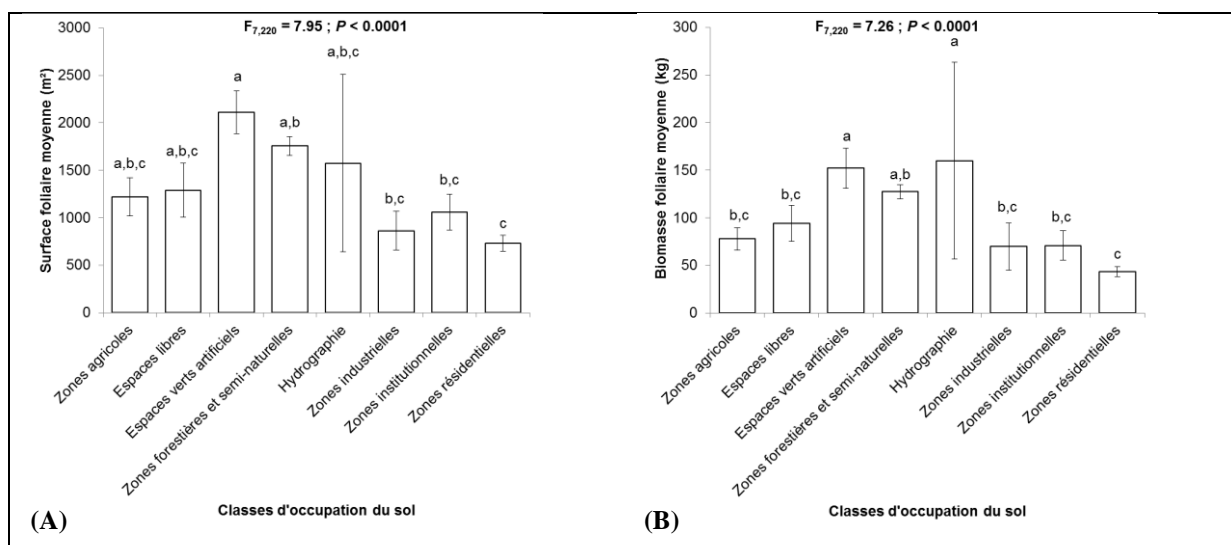 F7,220 = 7.95 ; P < 0.0001
Surface foliaire moyenne (m²)
3000
2500
2000
1500
1000
500
0
a,b,c
a,b,c
a
a,b
a,b,c
b,c
b,c
c
Zones agricoles
Espaces libres
Espaces verts artificiels
Zones forestières et semi-naturelles
Hydrographie
Zones industrielles
Zones institutionnelles
Zones résidentielles
Classes d'occupation du sol
(A)
F7,220 = 7.26 ; P < 0.0001
Biomasse foliaire moyenne (kg)
300
250
200
150
100
50
0
b,c
b,c
a
a,b
a
b,c
b,c
c
Zones agricoles
Espaces libres
Espaces verts artificiels
Zones forestières et semi-naturelles
Hydrographie
Zones industrielles
Zones institutionnelles
Zones résidentielles
Classes d'occupation du sol
(B)